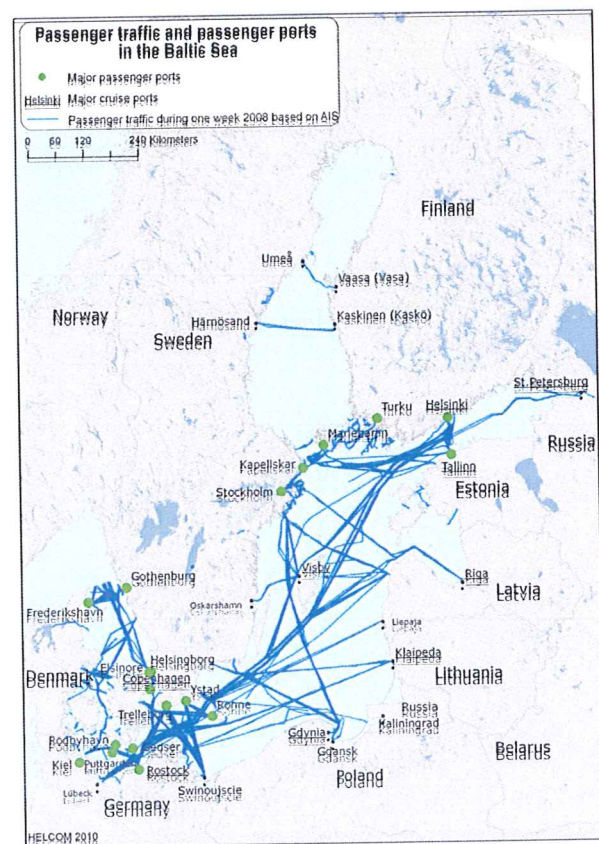 Passenger traffic and passenger ports
in the Baltic Sea
Major passenger ports
Helsinki Major cruise ports
Passenger traffic during one week 2008 based on AIS
0 60 120 240 Kilometers
Finland
Umeå
Vaasa (Vasa)
Norway
Härnösand
Kaskinen (Kaskö)
Sweden
St.Petersburg
Turku
Helsinki
Mariehamn
Russia
Kapellskär
Tallinn
Stockholm
Estonia
Visby
Riga
Gothenburg
Latvia
Oskarshamn
Frederikshavn
Liepaja
Helsingborg
Elsinore
Klaipeda
Denmark
Copenhagen
Lithuania
Ystad
Trelleborg
Rönne
Russia
Kaliningrad
Gdynia
Gdansk
Rödbyhavn
Gedser
Belarus
Kiel
Puttgarden
Rostock
Poland
Lübeck
Swinoujscie
Germany
HELCOM 2010